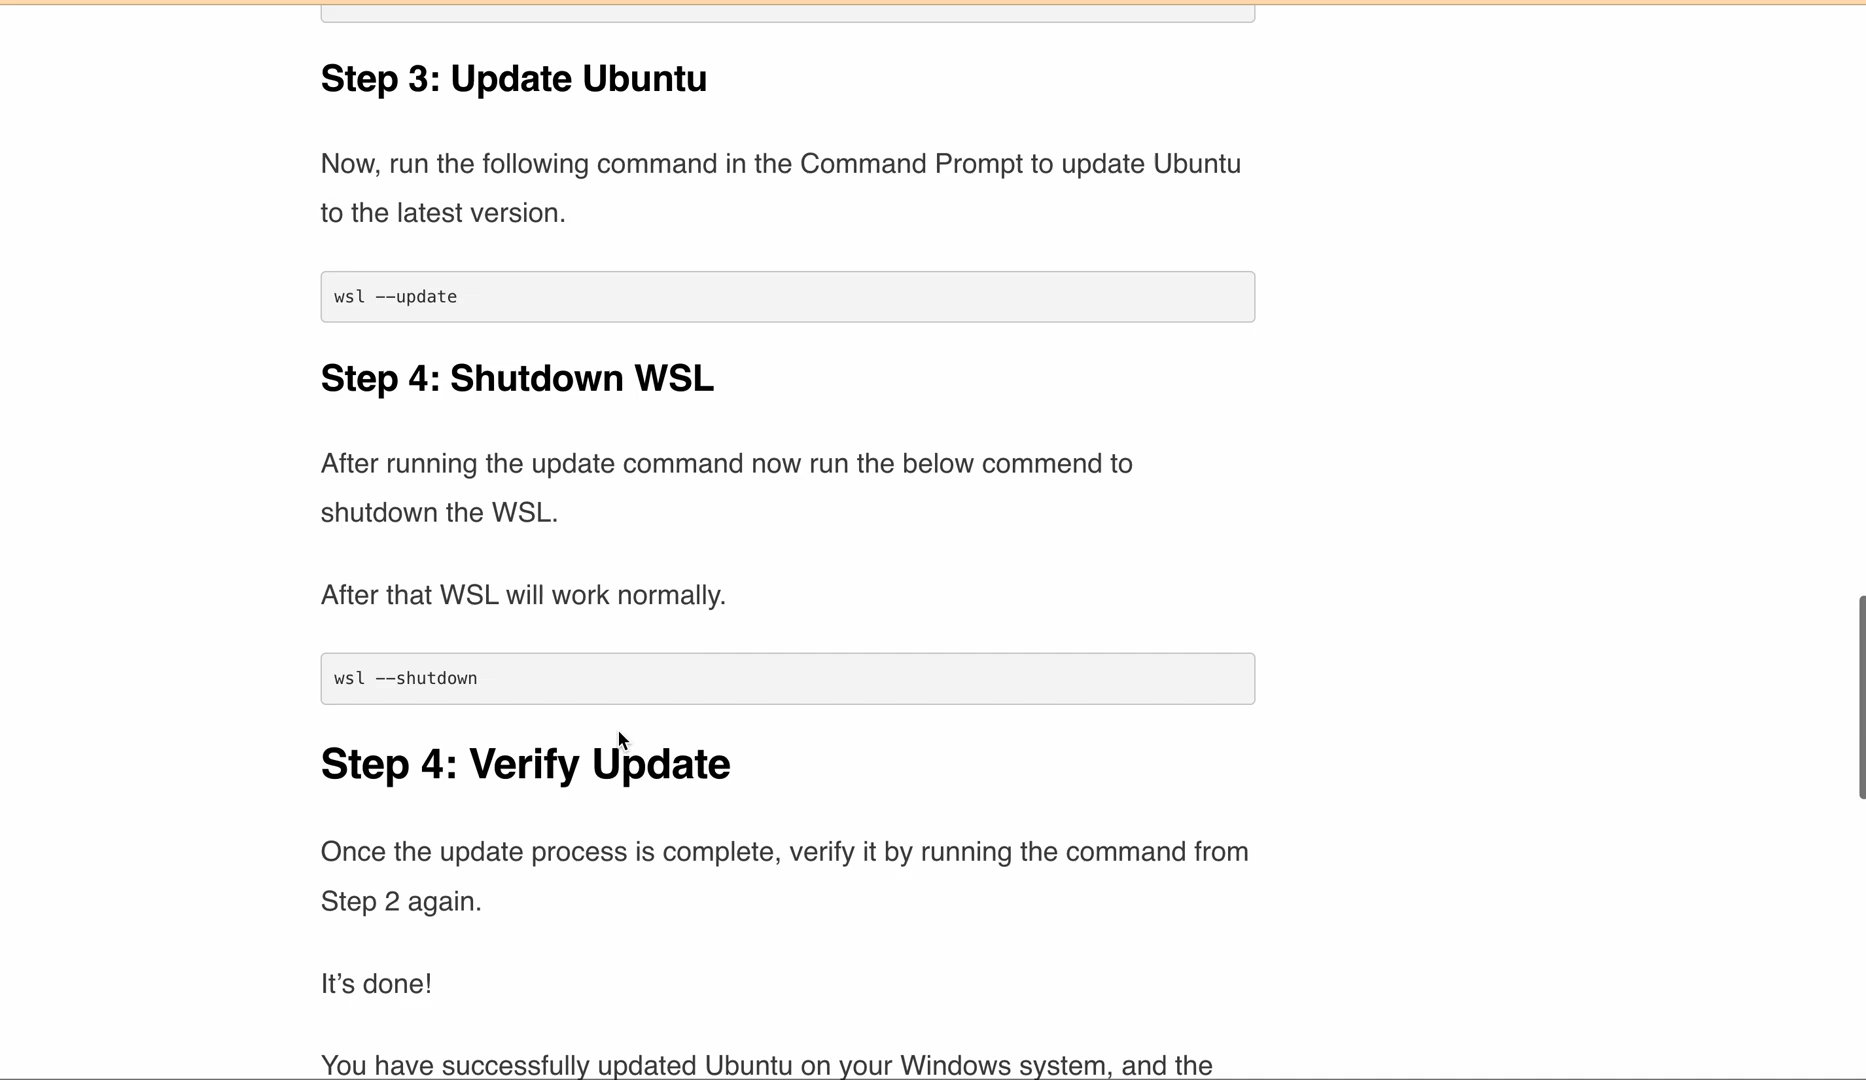 Step 3: Update Ubuntu
Now, run the following command in the Command Prompt to update Ubuntu
to the latest version.
wsl --update
Step 4: Shutdown WSL
After running the update command now run the below commend to
shutdown the WSL.
After that WSL will work normally.
wsl --shutdown
Step 4: Verify Update
Once the update process is complete, verify it by running the command from
Step 2 again.
It’s done!
You have successfully updated Ubuntu on your Windows system, and the